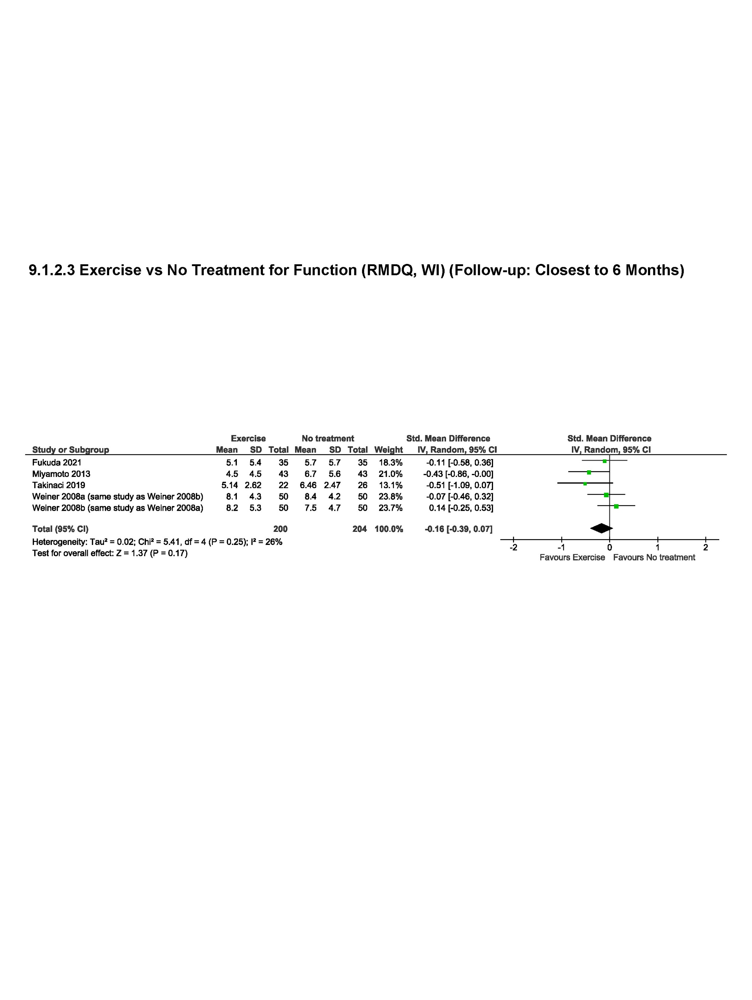 9.1.2.3 Exercise vs No Treatment for Function (RMDQ, WI) (Follow-up: Closest to 6 Months)
Exercise No treatment Std. Mean Difference Std. Mean Difference
Study or Subgroup Mean SD Total Mean SD Total Weight IV, Random, 95% CI IV, Random, 95% CI
Fukuda 2021 5.1 5.4 35 5.7 5.7 35 18.3% -0.11 [-0.58, 0.36]
Miyamoto 2013 4.5 4.5 43 6.7 5.6 43 21.0% -0.43 [-0.86, -0.00]
Takinaci 2019 5.14 2.62 22 6.46 2.47 26 13.1% -0.51 [-1.09, 0.07]
Weiner 2008a (same study as Weiner 2008b) 8.1 4.3 50 8.4 4.2 50 23.8% -0.07 [-0.46, 0.32]
Weiner 2008b (same study as Weiner 2008a) 8.2 5.3 50 7.5 4.7 50 23.7% 0.14 [-0.25, 0.53]
Total (95% CI) 200 204 100.0% -0.16 [-0.39, 0.07]
Heterogeneity: Tau² = 0.02; Chi² = 5.41, df = 4 (P = 0.25); I² = 26%
Test for overall effect: Z = 1.37 (P = 0.17)
-2 -1 0 1 2
Favours Exercise Favours No treatment